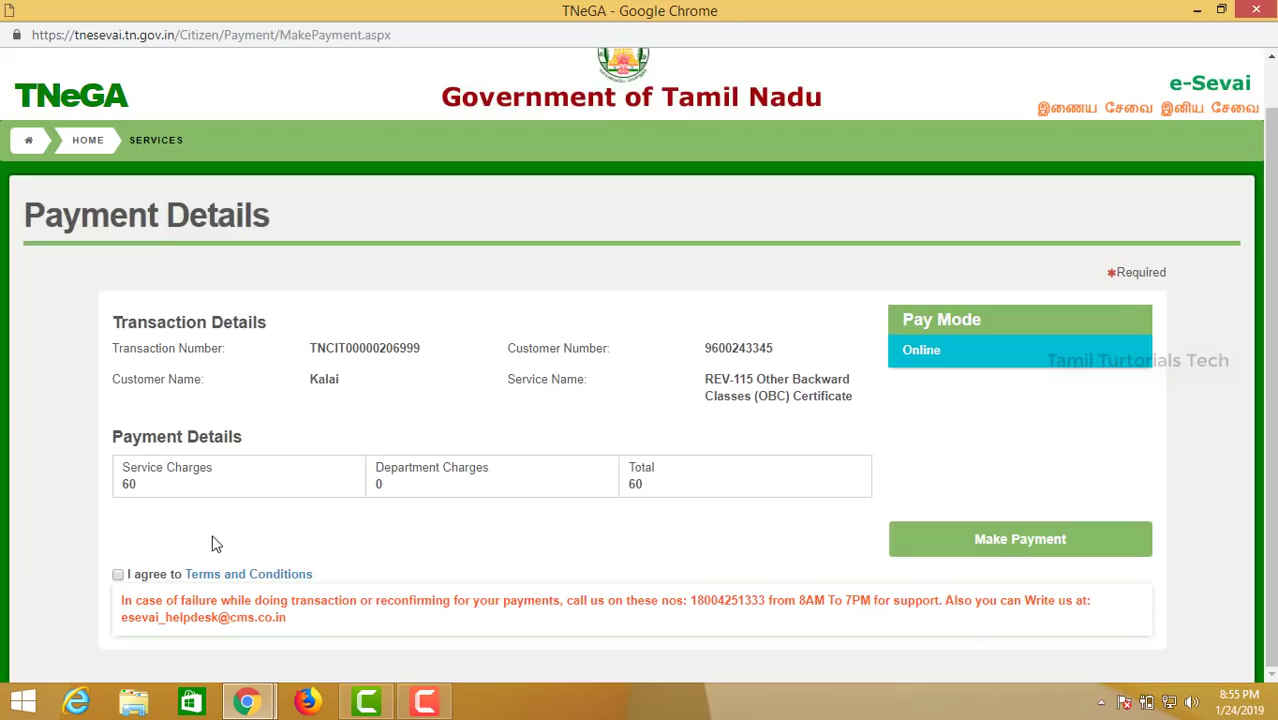 TNeGA - Google Chrome
https://tnesevai.tn.gov.in/Citizen/Payment/MakePayment.aspx
TNeGA
Government of Tamil Nadu
e-Sevai
இணைய சேவை இனிய சேவை
HOME
SERVICES
Payment Details
*Required
Transaction Details
Transaction Number: TNCIT00000206999 Customer Number: 9600243345
Customer Name: Kalai Service Name: REV-115 Other Backward
Classes (OBC) Certificate
Payment Details
Service Charges Department Charges Total
60 0 60
Pay Mode
Online
Tamil Turtorials Tech
Make Payment
I agree to Terms and Conditions
In case of failure while doing transaction or reconfirming for your payments, call us on these nos: 18004251333 from 8AM To 7PM for support. Also you can Write us at:
esevai_helpdesk@cms.co.in
8:55 PM
1/24/2019